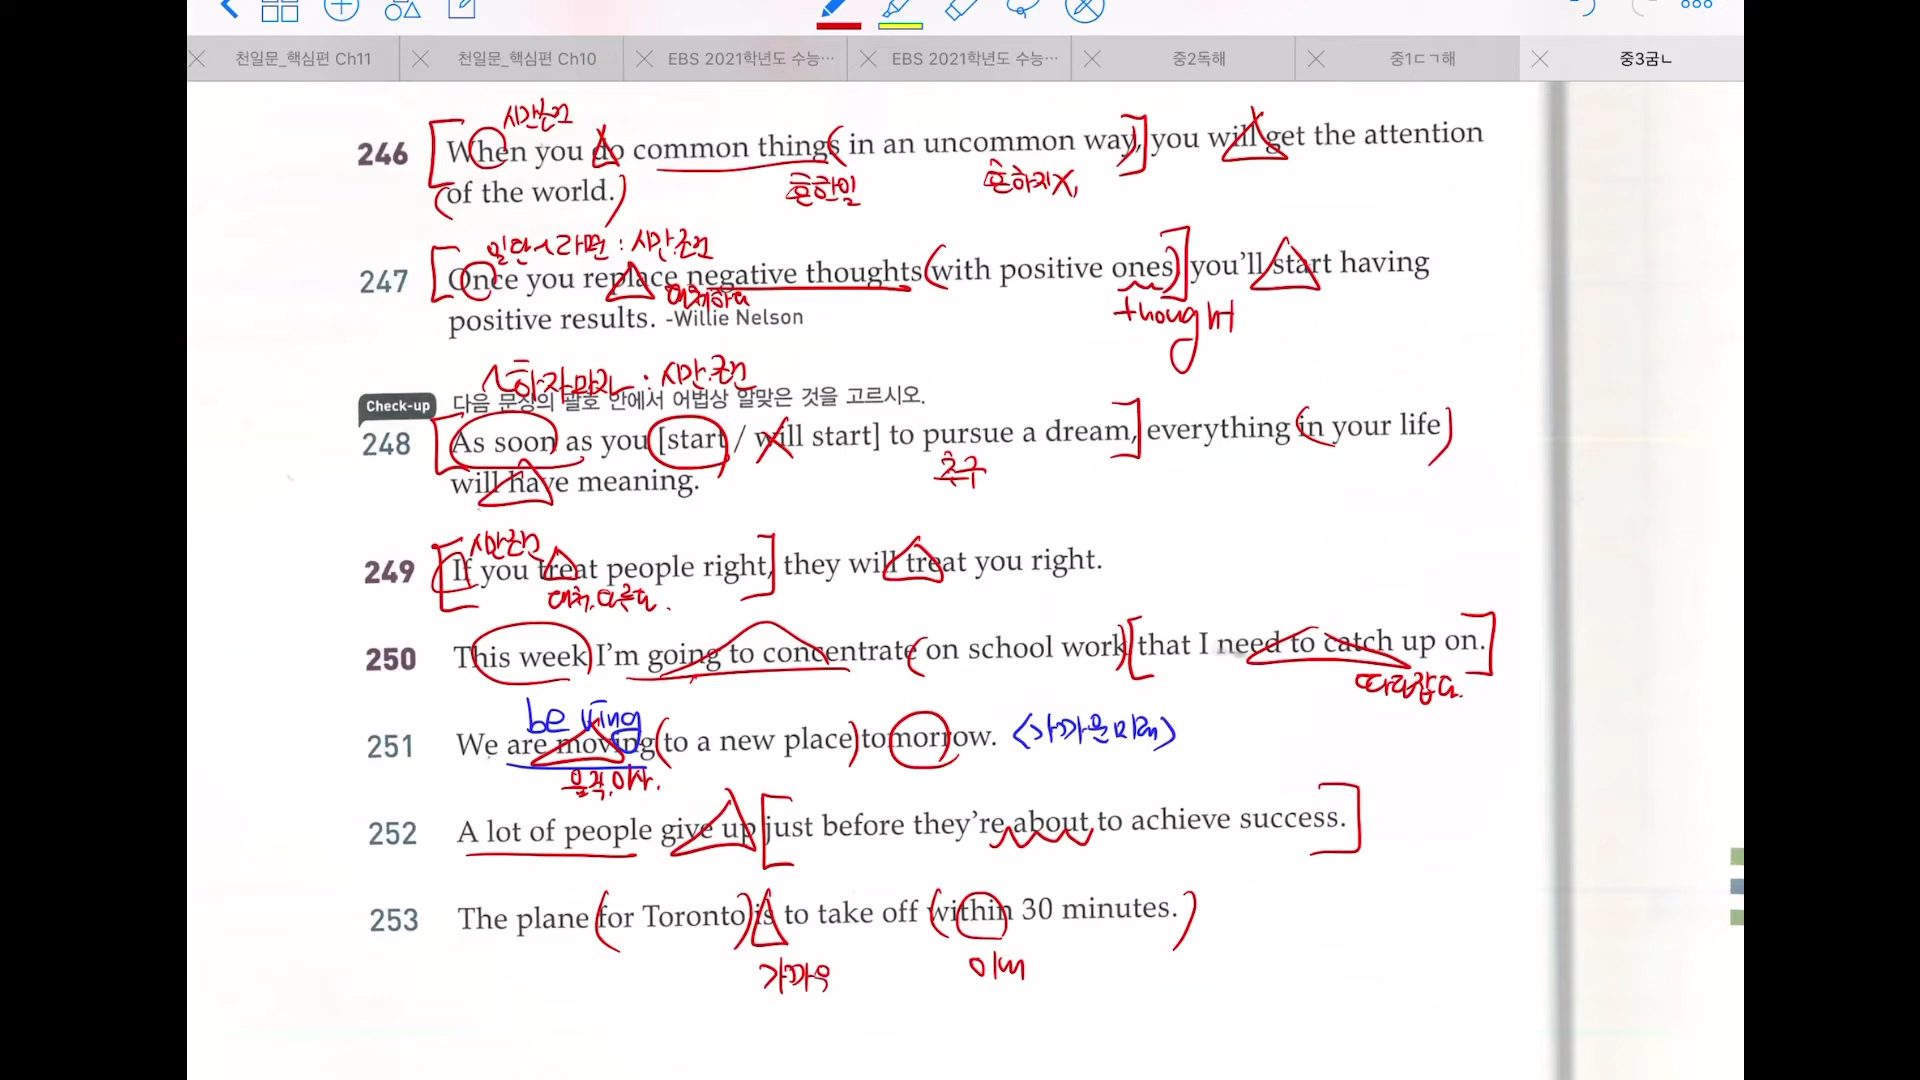 천일문_핵심편 Ch11
천일문_핵심편 Ch10
EBS 2021학년도 수능…
EBS 2021학년도 수능…
중2독해
중1ㄷㄱ해
중3굼ㄴ
시간조건
246 When you do common things in an uncommon way, you will get the attention
흔한일 흔하지X
of the world.
일단~라면 : 시간.조건
247 Once you replace negative thoughts with positive ones, you'll start having
대체하다 thought
positive results. -Willie Nelson
~하자마자 : 시간.조건
Check-up 다음 문장의 괄호 안에서 어법상 알맞은 것을 고르시오.
248 As soon as you [start / will start] to pursue a dream, everything in your life
추구
will have meaning.
시간조건
249 If you treat people right, they will treat you right.
대하다.다루다.
250 This week I'm going to concentrate on school work that I need to catch up on.
따라잡다.
be ving
251 We are moving to a new place tomorrow. <가까운 미래>
움직.이사.
252 A lot of people give up just before they're about to achieve success.
253 The plane for Toronto is to take off within 30 minutes.
가까운 이내